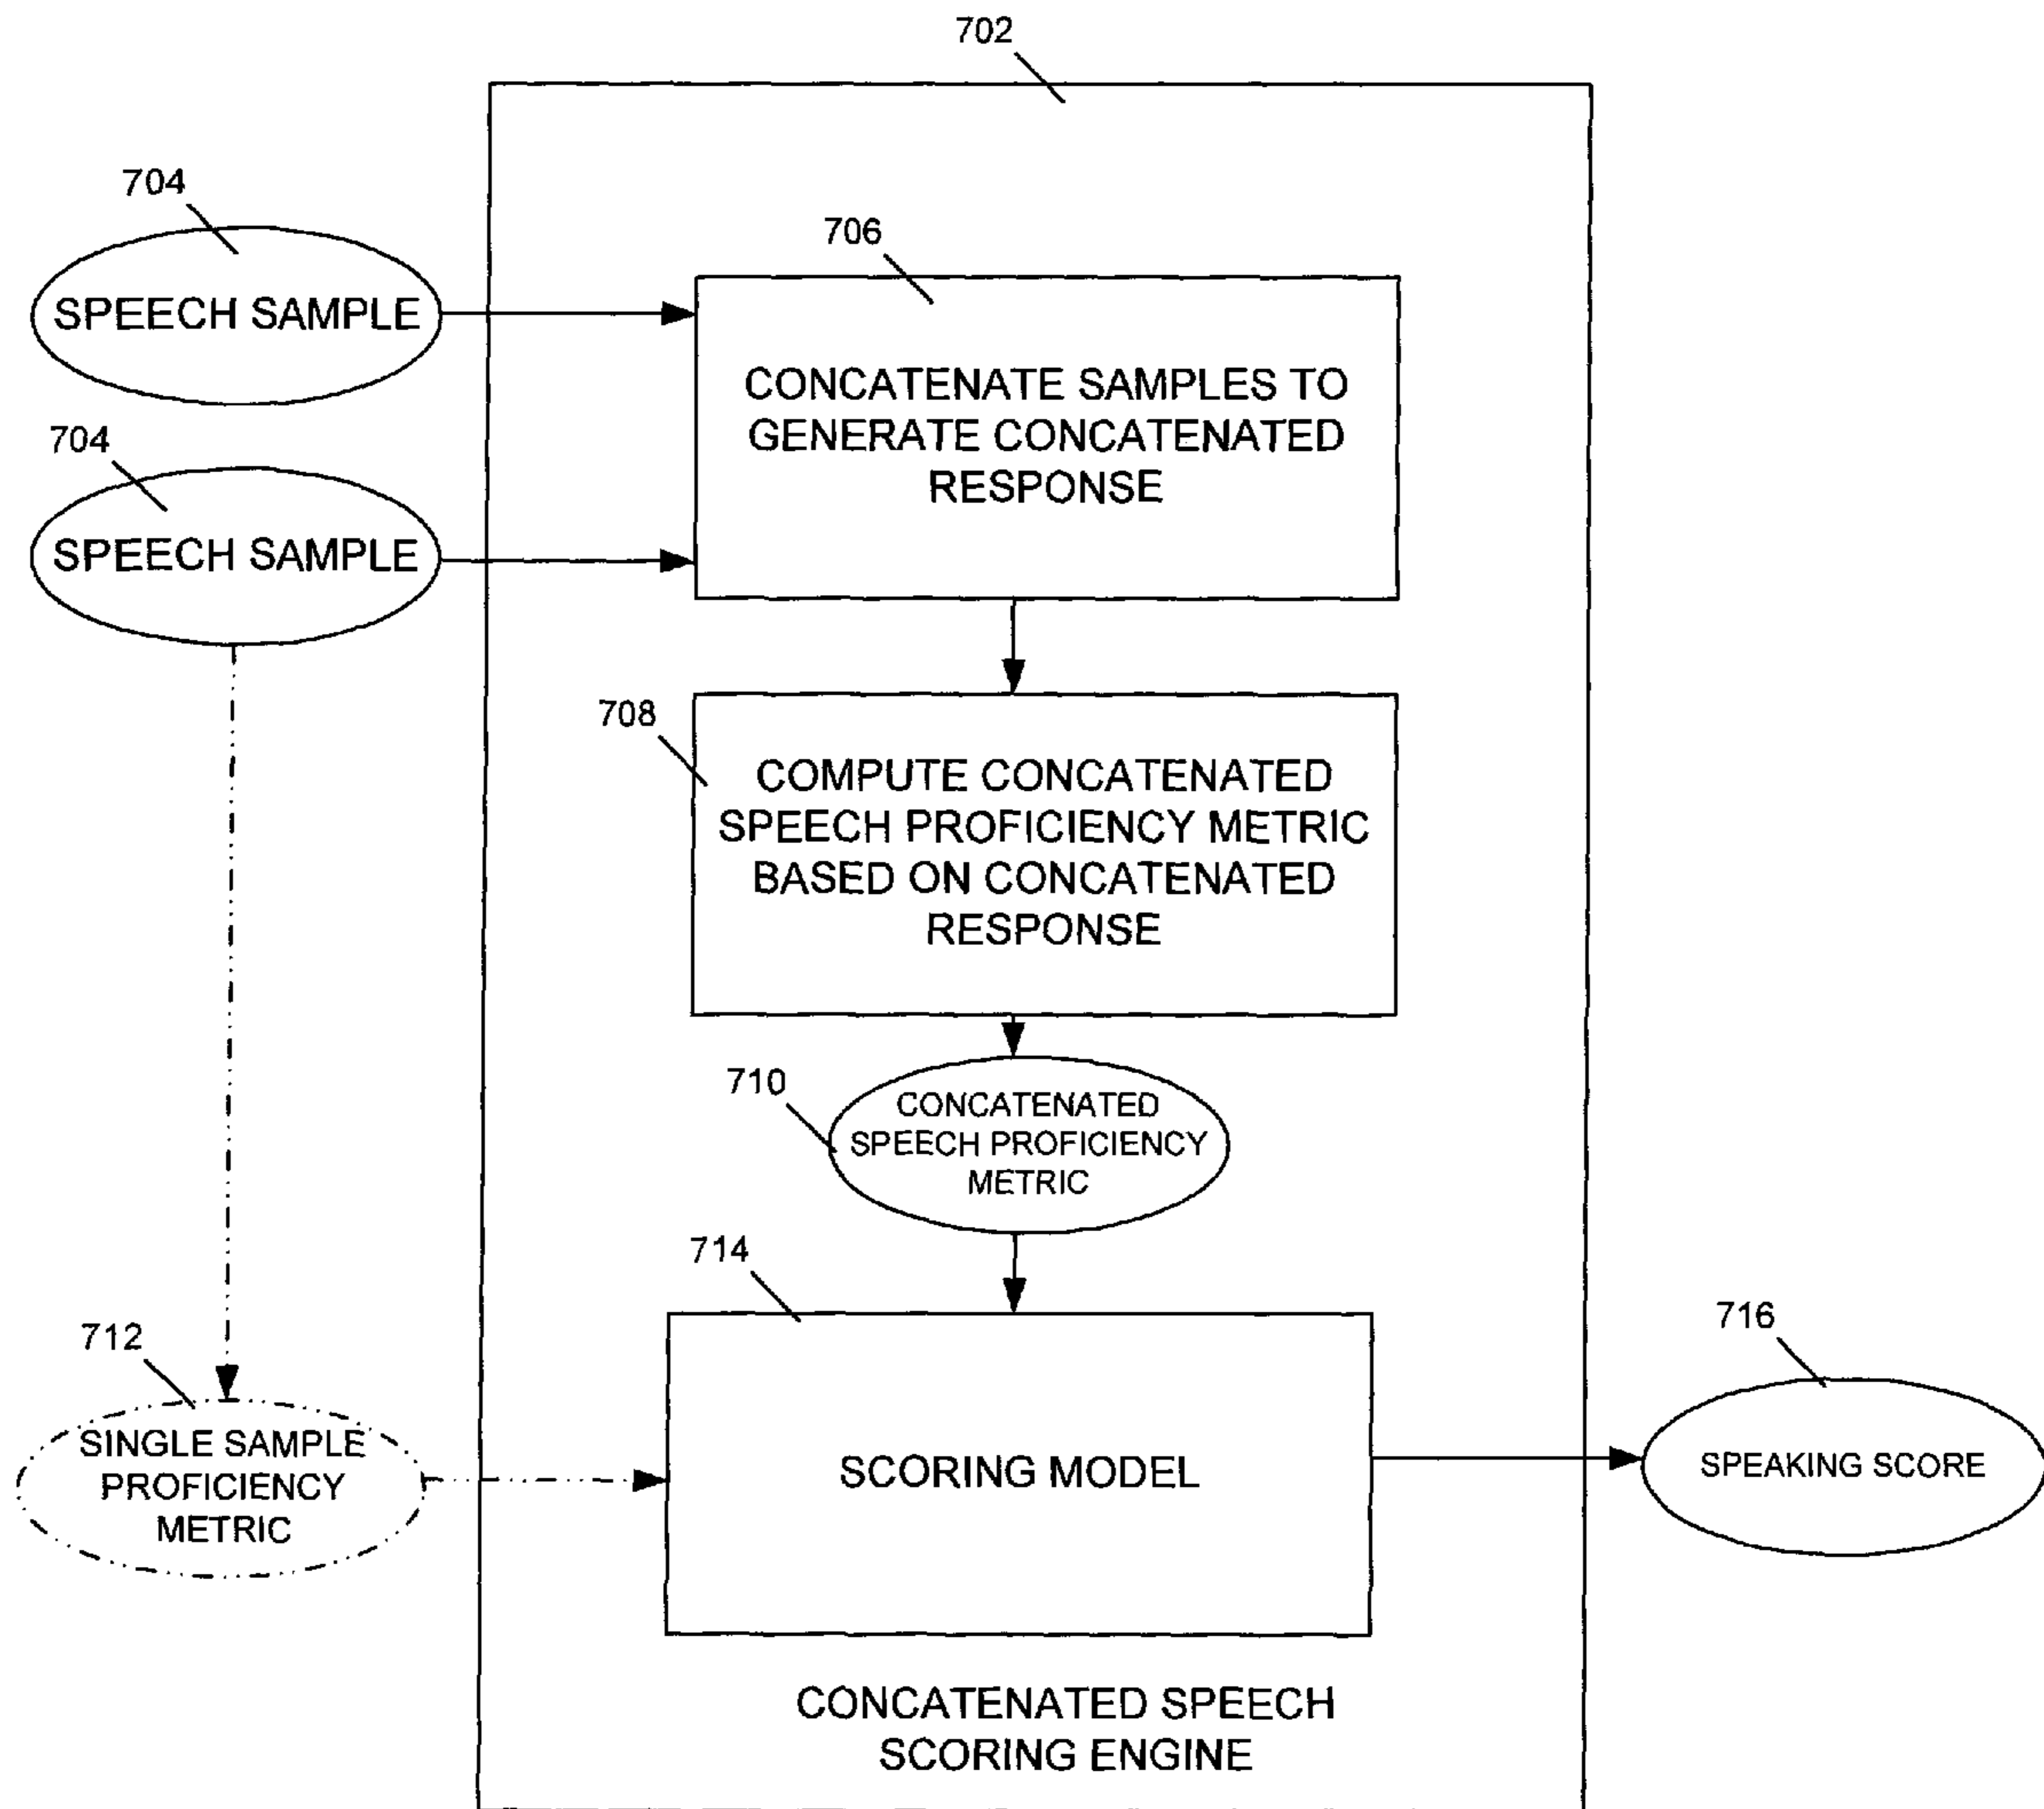 702
704
SPEECH SAMPLE
706
CONCATENATE SAMPLES TO
GENERATE CONCATENATED
RESPONSE
704
SPEECH SAMPLE
708
COMPUTE CONCATENATED
SPEECH PROFICIENCY METRIC
BASED ON CONCATENATED
RESPONSE
710
CONCATENATED
SPEECH PROFICIENCY
METRIC
714
712
SINGLE SAMPLE
PROFICIENCY
METRIC
SCORING MODEL
716
SPEAKING SCORE
CONCATENATED SPEECH
SCORING ENGINE